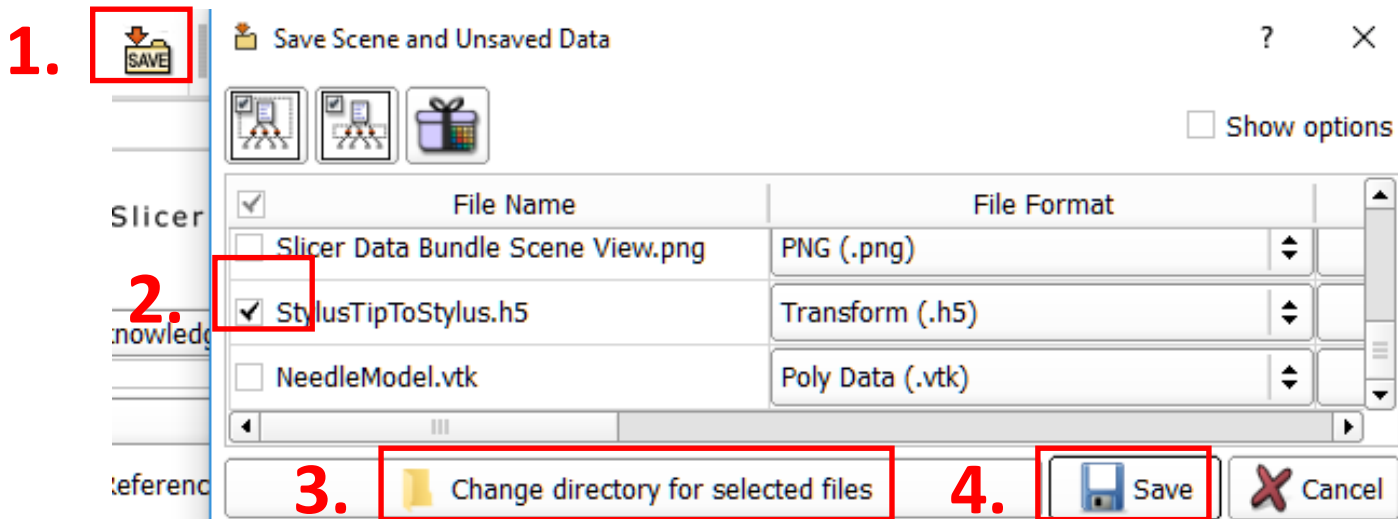 1.
SAVE
Save Scene and Unsaved Data
?
Show options
Slicer
File Name
File Format
Slicer Data Bundle Scene View.png
PNG (.png)
2.
StylusTipToStylus.h5
Transform (.h5)
nowledg
NeedleModel.vtk
Poly Data (.vtk)
eferenc
3.
Change directory for selected files
4.
Save
Cancel